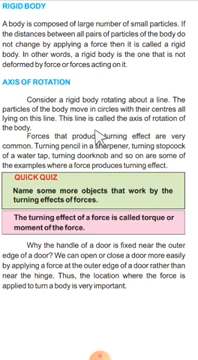 RIGID BODY
A body is composed of large number of small particles. If
the distances between all pairs of particles of the body do
not change by applying a force then it is called a rigid
body. In other words, a rigid body is the one that is not
deformed by force or forces acting on it.
AXIS OF ROTATION
Consider a rigid body rotating about a line. The
particles of the body move in circles with their centres all
lying on this line. This line is called the axis of rotation of
the body.
Forces that produce turning effect are very
common. Turning pencil in a sharpener, turning stopcock
of a water tap, turning doorknob and so on are some of
the examples where a force produces turning effect.
QUICK QUIZ
Name some more objects that work by the
turning effects of forces.
The turning effect of a force is called torque or
moment of the force.
Why the handle of a door is fixed near the outer
edge of a door? We can open or close a door more easily
by applying a force at the outer edge of a door rather than
near the hinge. Thus, the location where the force is
applied to turn a body is very important.